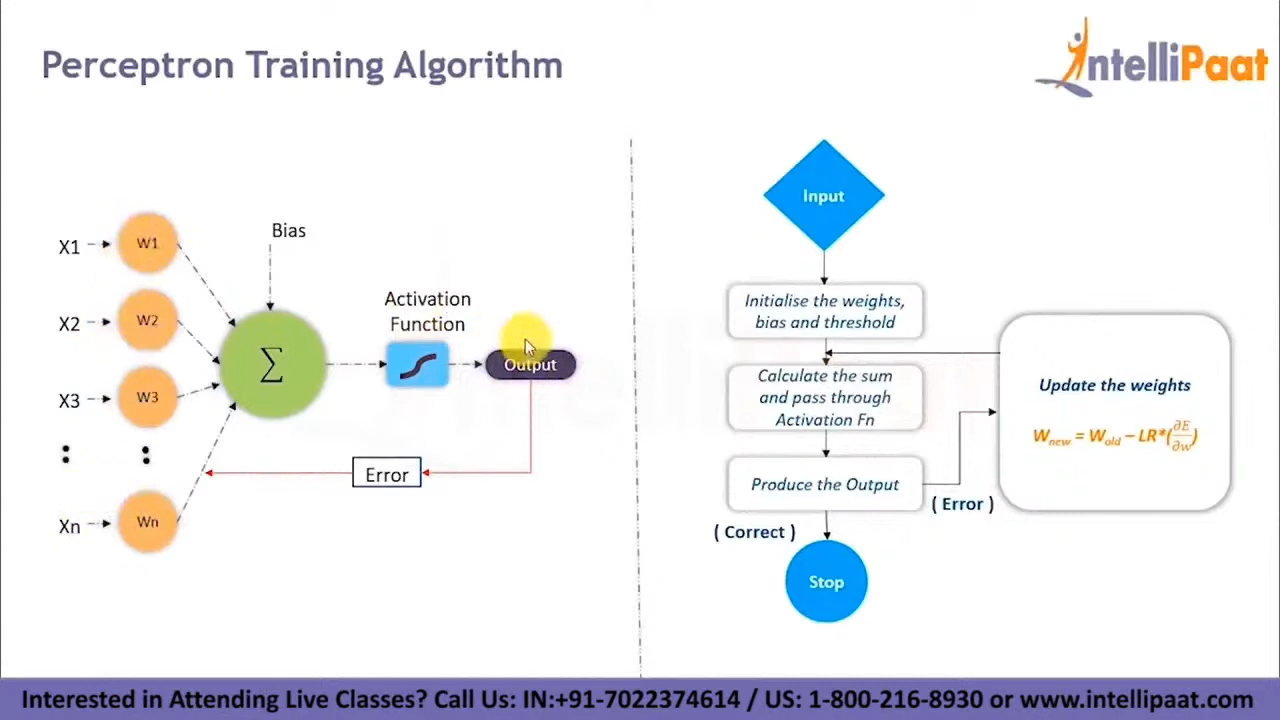 Perceptron Training Algorithm
IntelliPaat
Bias
X1
W1
X2
W2
X3
W3
Xn
Wn
∑
Activation
Function
Output
Error
Input
Initialise the weights,
bias and threshold
Calculate the sum
and pass through
Activation Fn
Produce the Output
( Error )
( Correct )
Stop
Update the weights
Wnew = Wold – LR*(∂E/∂w)
Interested in Attending Live Classes? Call Us: IN:+91-7022374614 / US: 1-800-216-8930 or www.intellipaat.com